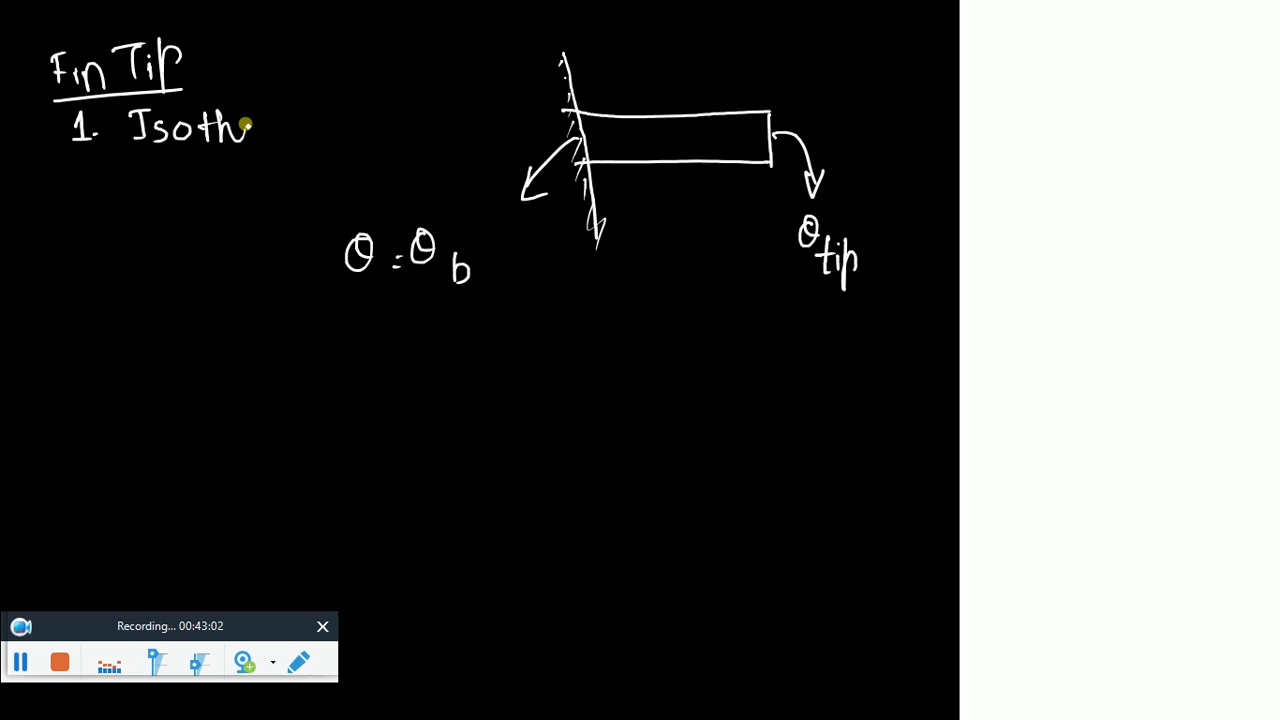 Fin Tip
1. Isoth
θ = θb
θtip
Recording... 00:43:02